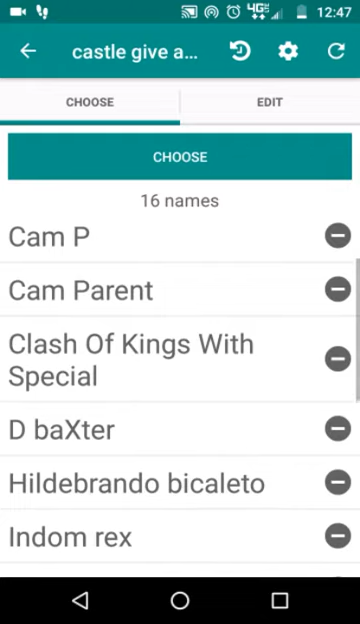 4G 12:47
castle give a...
CHOOSE EDIT
CHOOSE
16 names
Cam P
Cam Parent
Clash Of Kings With
Special
D baXter
Hildebrando bicaleto
Indom rex